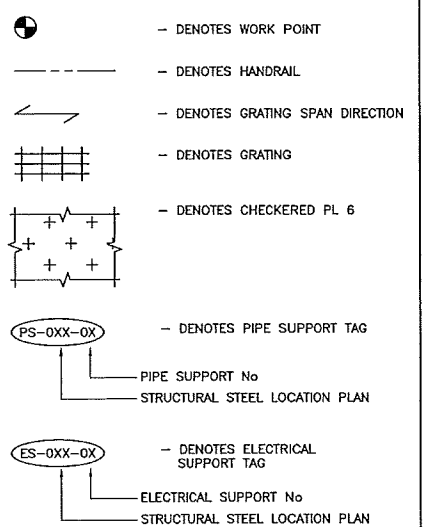 – DENOTES WORK POINT
– DENOTES HANDRAIL
– DENOTES GRATING SPAN DIRECTION
– DENOTES GRATING
– DENOTES CHECKERED PL 6
PS-0XX-0X – DENOTES PIPE SUPPORT TAG
PIPE SUPPORT No
STRUCTURAL STEEL LOCATION PLAN
ES-0XX-0X – DENOTES ELECTRICAL
SUPPORT TAG
ELECTRICAL SUPPORT No
STRUCTURAL STEEL LOCATION PLAN